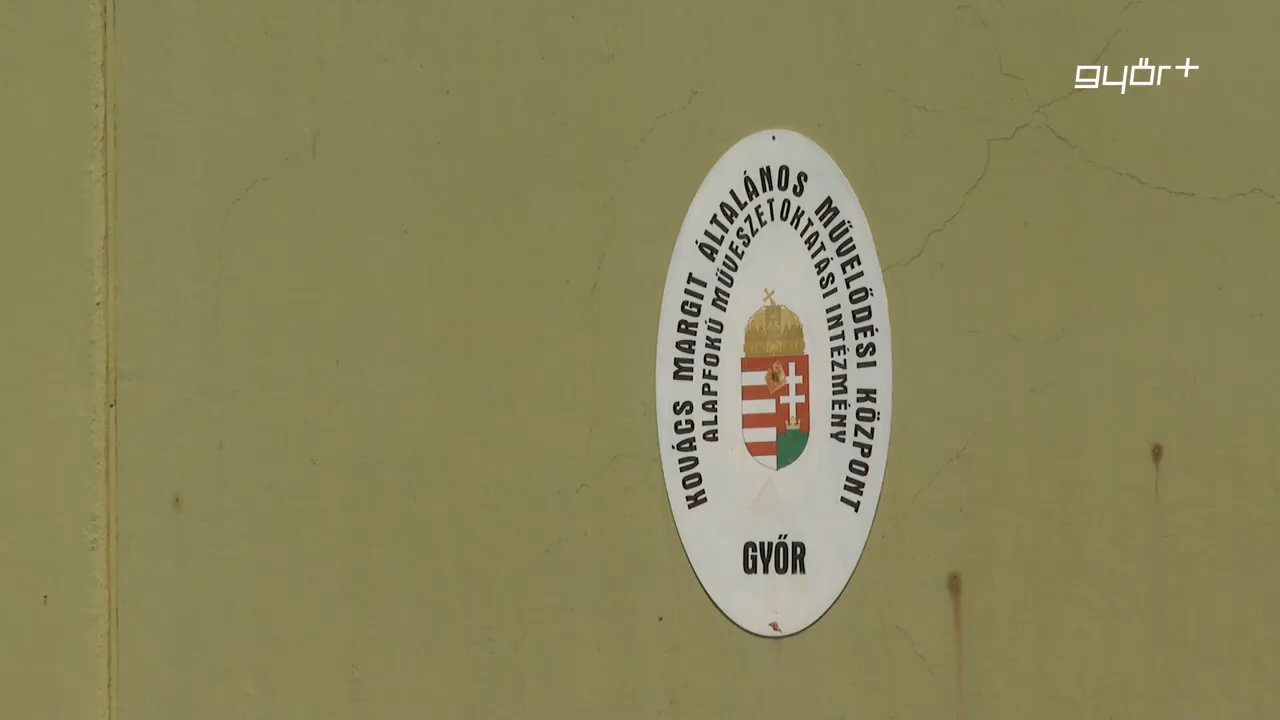 győr+
KOVÁCS MARGIT ÁLTALÁNOS MŰVELŐDÉSI KÖZPONT
ALAPFOKÚ MŰVÉSZETOKTATÁSI INTÉZMÉNY
GYŐR